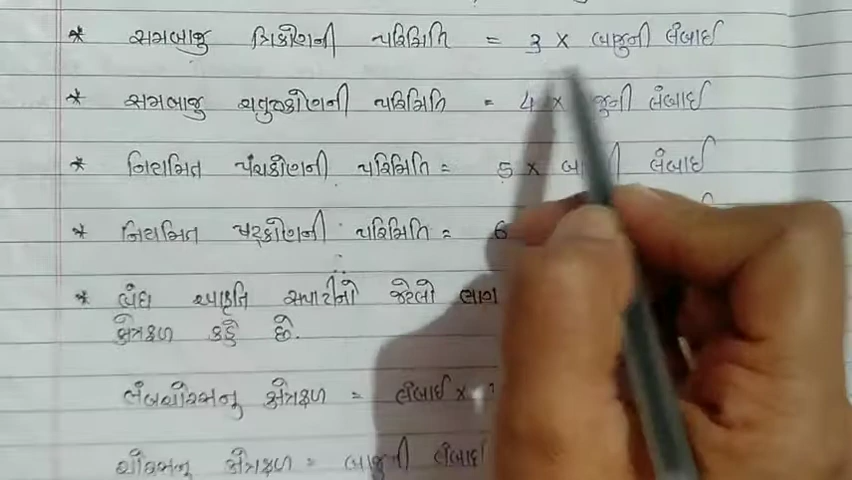 * સમબાજુ ત્રિકોણની પરિમિતિ = 3 × બાજુની લંબાઈ
* સમબાજુ ચતુષ્કોણની પરિમિતિ = 4 × જુની લંબાઈ
* નિયમિત પંચકોણની પરિમિતિ = 5 × બા ની લંબાઈ
* નિયમિત ષટ્કોણની પરિમિતિ = 6
* બંધ આકૃતિ સપાટીનો જેટલો ભાગ
ક્ષેત્રફળ કહે છે.
લંબચોરસનુ ક્ષેત્રફળ = લંબાઈ ×
ચોરસનુ ક્ષેત્રફળ = બાજુની લંબાઈ